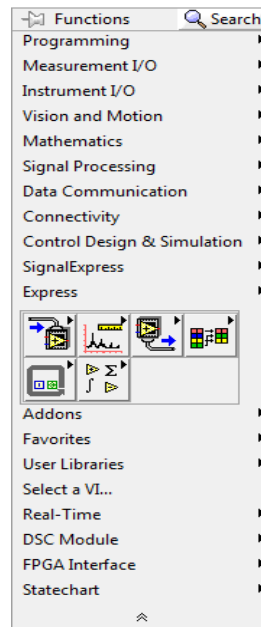 Functions Search
Programming
Measurement I/O
Instrument I/O
Vision and Motion
Mathematics
Signal Processing
Data Communication
Connectivity
Control Design & Simulation
SignalExpress
Express
Addons
Favorites
User Libraries
Select a VI...
Real-Time
DSC Module
FPGA Interface
Statechart